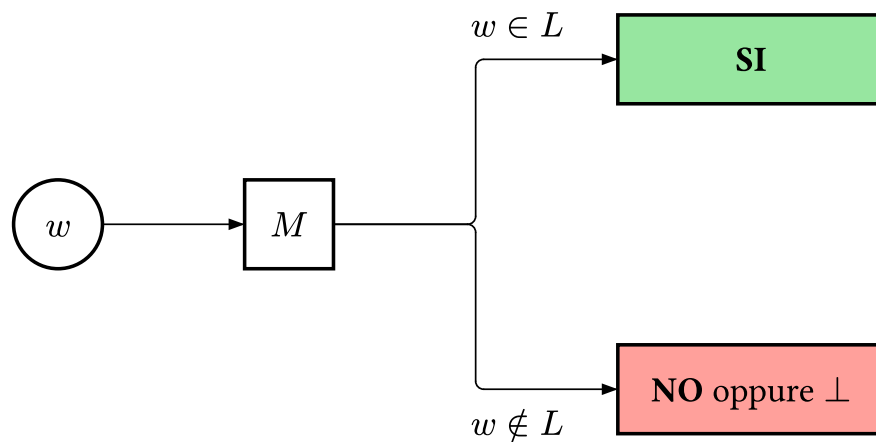 w ∈ L
SI
w
M
NO oppure ⊥
w ∉ L